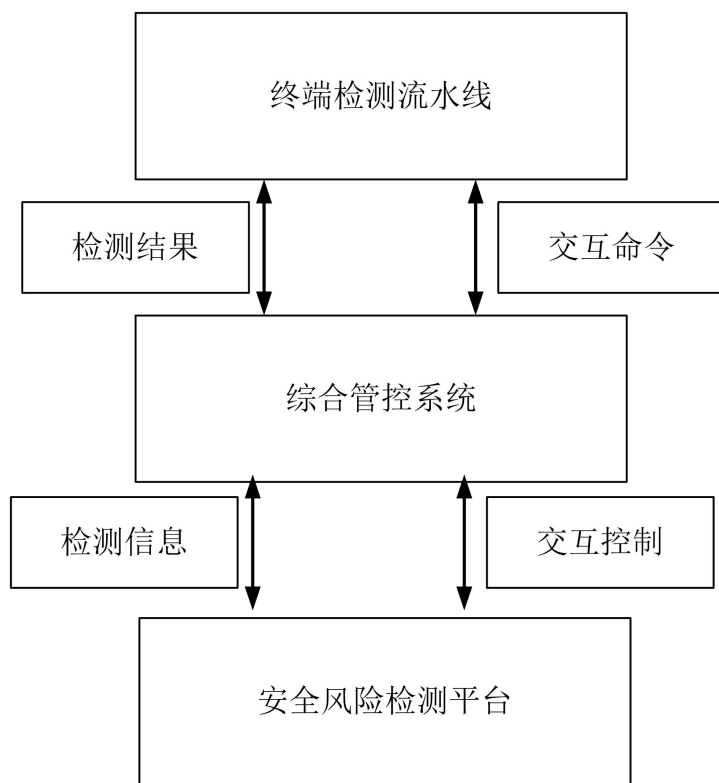 终端检测流水线
检测结果
交互命令
综合管控系统
检测信息
交互控制
安全风险检测平台